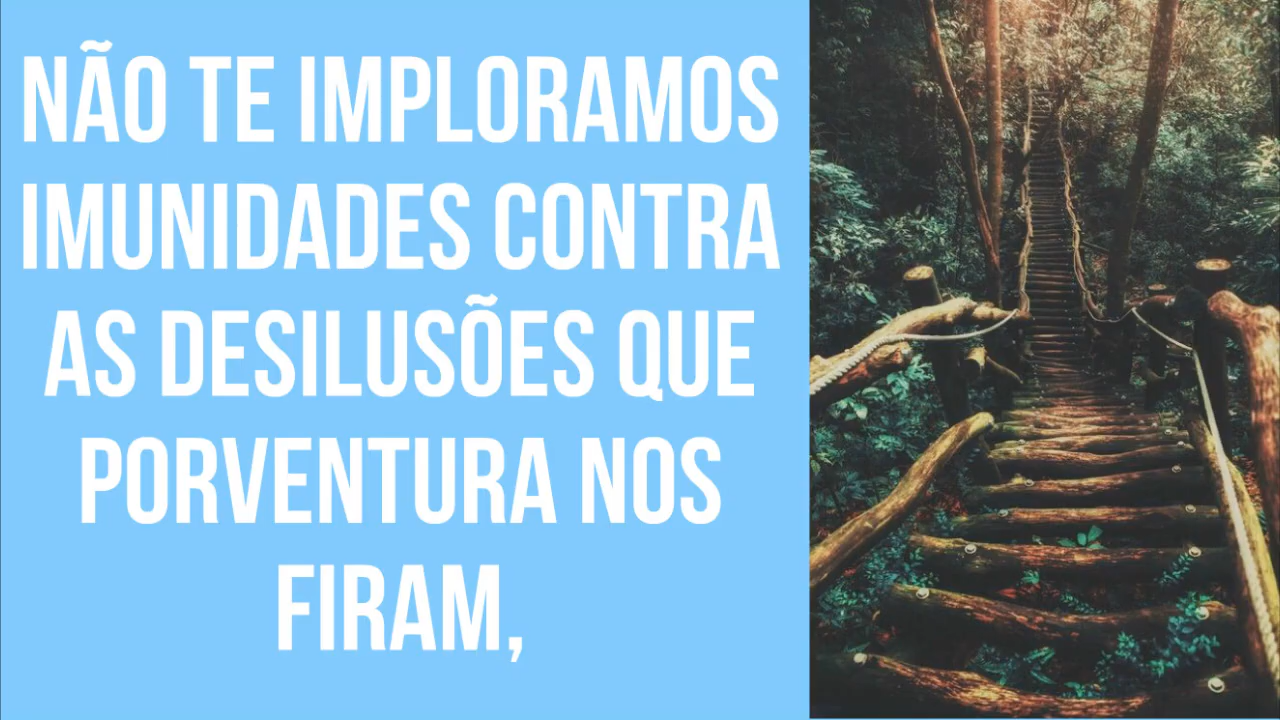 NÃO TE IMPLORAMOS
IMUNIDADES CONTRA
AS DESILUSÕES QUE
PORVENTURA NOS
FIRAM,